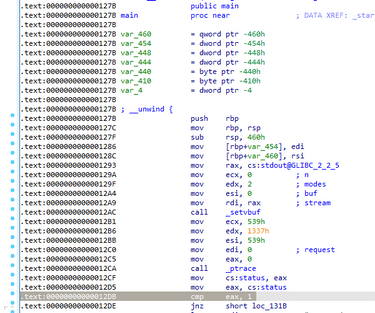 .text:000000000000127B public main
.text:000000000000127B main proc near ; DATA XREF: _star
.text:000000000000127B
.text:000000000000127B var_460 = qword ptr -460h
.text:000000000000127B var_454 = dword ptr -454h
.text:000000000000127B var_448 = dword ptr -448h
.text:000000000000127B var_444 = dword ptr -444h
.text:000000000000127B var_440 = byte ptr -440h
.text:000000000000127B var_410 = byte ptr -410h
.text:000000000000127B var_4 = dword ptr -4
.text:000000000000127B
.text:000000000000127B ; __unwind {
.text:000000000000127B push rbp
.text:000000000000127C mov rbp, rsp
.text:000000000000127F sub rsp, 460h
.text:0000000000001286 mov [rbp+var_454], edi
.text:000000000000128C mov [rbp+var_460], rsi
.text:0000000000001293 mov rax, cs:stdout@GLIBC_2_2_5
.text:000000000000129A mov ecx, 0 ; n
.text:000000000000129F mov edx, 2 ; modes
.text:00000000000012A4 mov esi, 0 ; buf
.text:00000000000012A9 mov rdi, rax ; stream
.text:00000000000012AC call _setvbuf
.text:00000000000012B1 mov ecx, 539h
.text:00000000000012B6 mov edx, 1337h
.text:00000000000012BB mov esi, 539h
.text:00000000000012C0 mov edi, 0 ; request
.text:00000000000012C5 mov eax, 0
.text:00000000000012CA call _ptrace
.text:00000000000012CF mov cs:status, eax
.text:00000000000012D5 mov eax, cs:status
.text:00000000000012DB cmp eax, 1
.text:00000000000012DE jnz short loc_131B